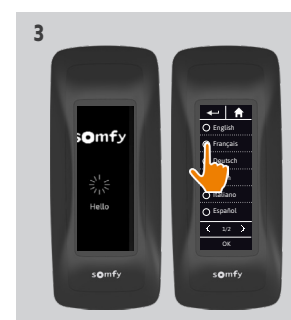 3
somfy
Hello
somfy
English
Français
Deutsch
Italiano
Español
1/2
OK
somfy